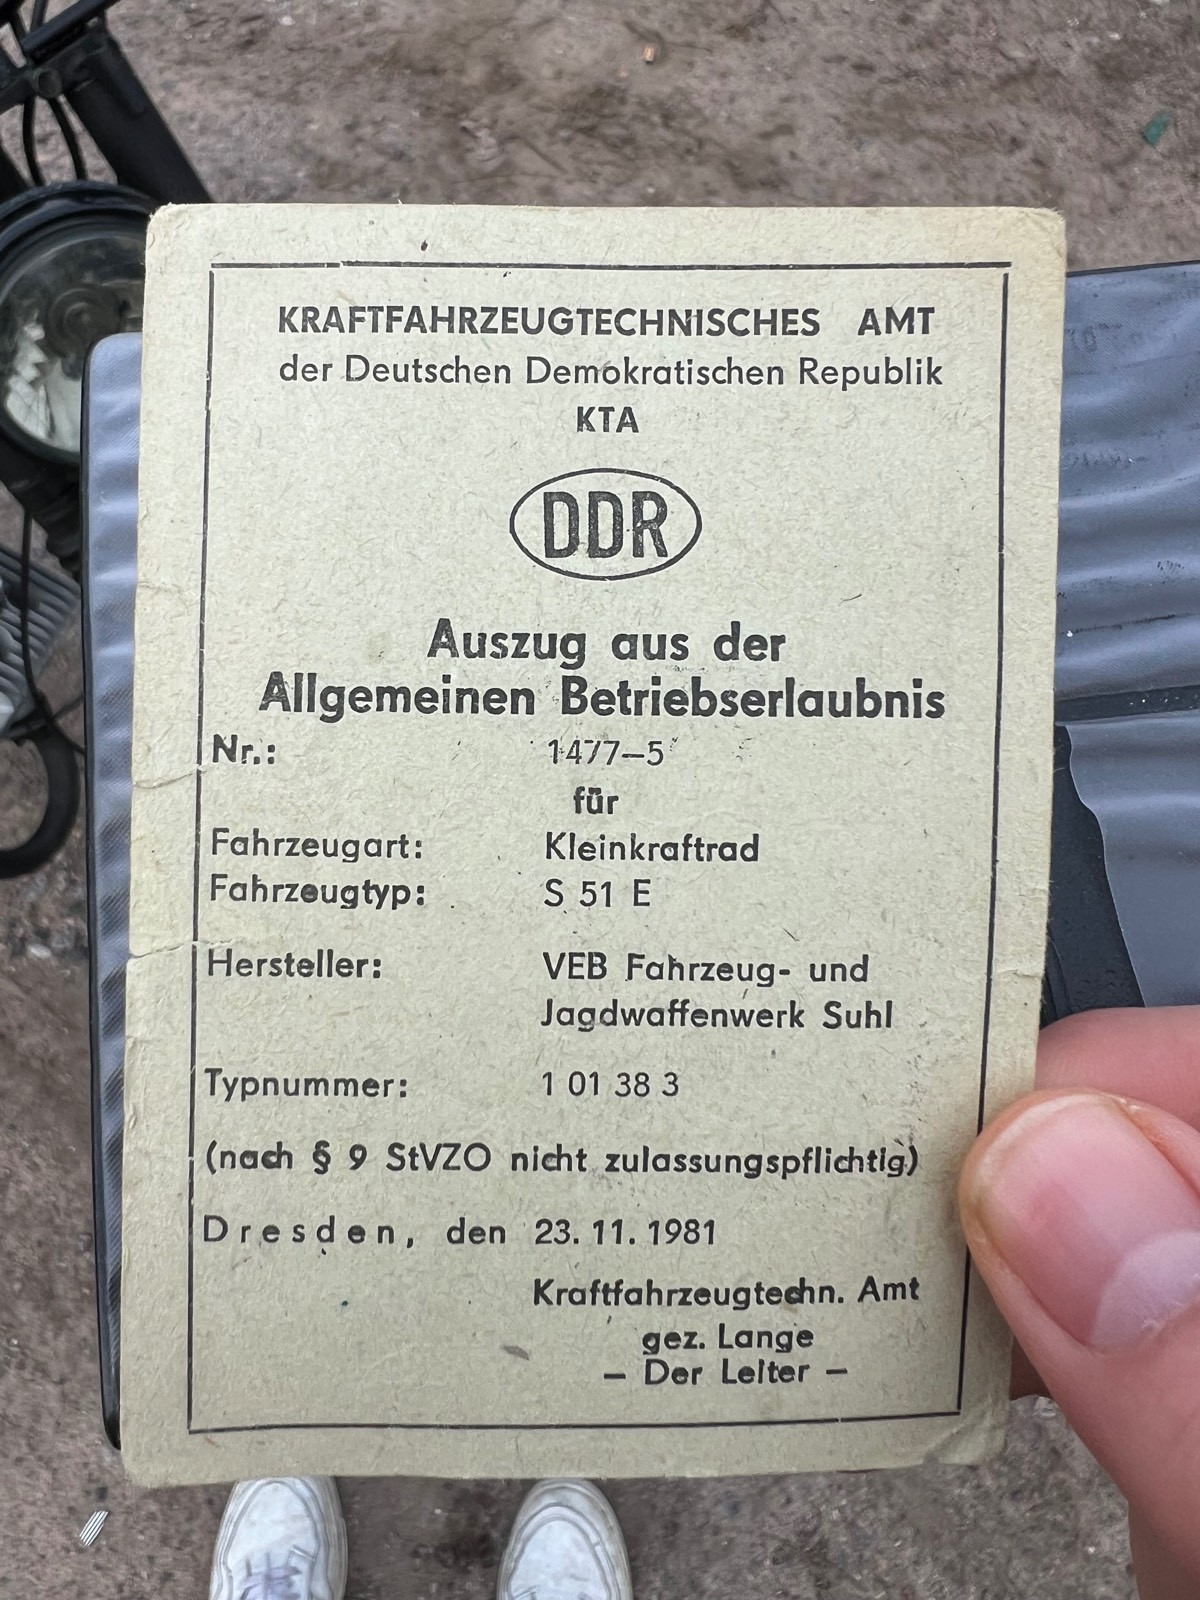 KRAFTFAHRZEUGTECHNISCHES AMT
der Deutschen Demokratischen Republik
KTA
DDR
Auszug aus der
Allgemeinen Betriebserlaubnis
Nr.: 1477–5
für
Fahrzeugart: Kleinkraftrad
Fahrzeugtyp: S 51 E
Hersteller: VEB Fahrzeug- und
Jagdwaffenwerk Suhl
Typnummer: 1 01 38 3
(nach § 9 StVZO nicht zulassungspflichtig)
Dresden, den 23. 11. 1981
Kraftfahrzeugtechn. Amt
gez. Lange
– Der Leiter –